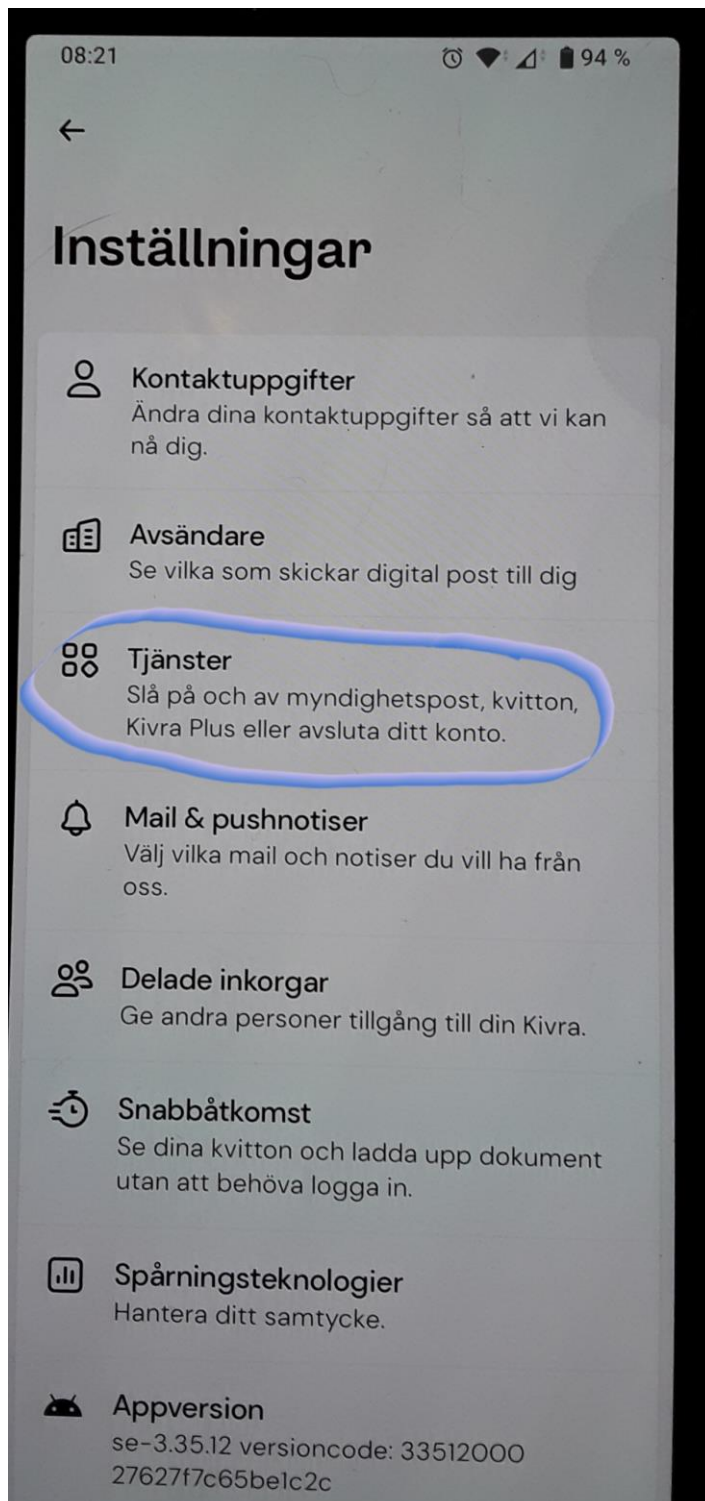 08:21
94 %
Inställningar
Kontaktuppgifter
Ändra dina kontaktuppgifter så att vi kan
nå dig.
Avsändare
Se vilka som skickar digital post till dig
Tjänster
Slå på och av myndighetspost, kvitton,
Kivra Plus eller avsluta ditt konto.
Mail & pushnotiser
Välj vilka mail och notiser du vill ha från
oss.
Delade inkorgar
Ge andra personer tillgång till din Kivra.
Snabbåtkomst
Se dina kvitton och ladda upp dokument
utan att behöva logga in.
Spårningsteknologier
Hantera ditt samtycke.
Appversion
se-3.35.12 versioncode: 33512000
27627f7c65be1c2c